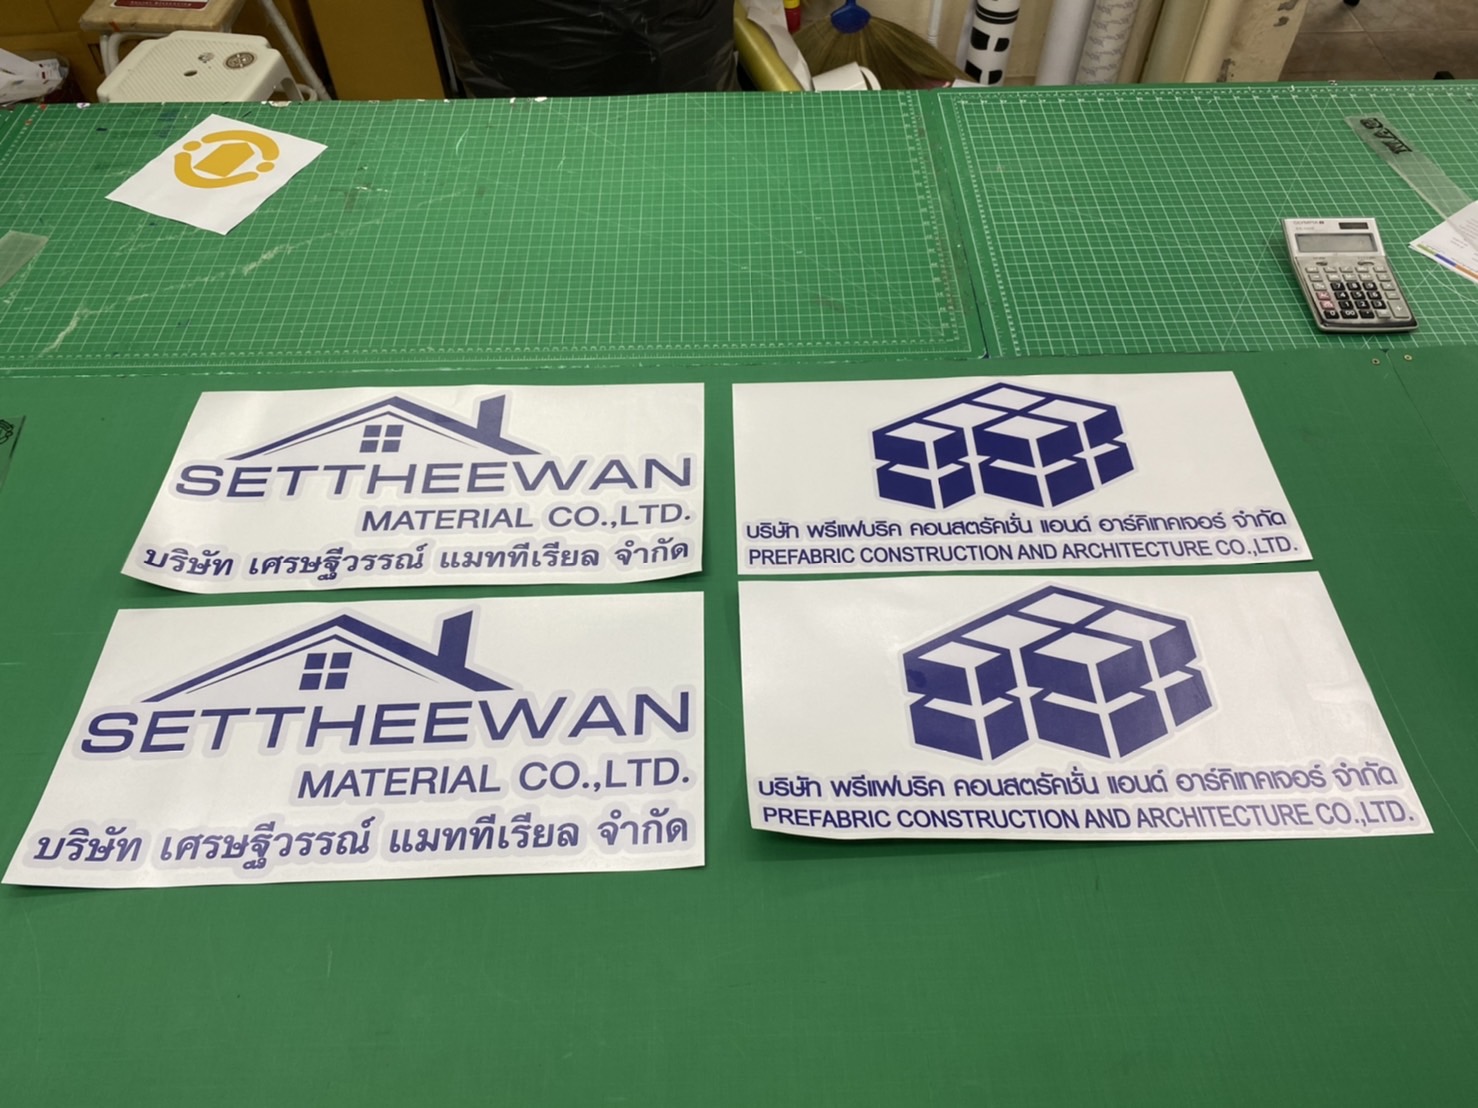 SETTHEEWAN
MATERIAL CO.,LTD.
บริษัท เศรษฐีวรรณ์ แมททีเรียล จำกัด
บริษัท พรีแฟบริค คอนสตรัคชั่น แอนด์ อาร์คิเทคเจอร์ จำกัด
PREFABRIC CONSTRUCTION AND ARCHITECTURE CO.,LTD.
SETTHEEWAN
MATERIAL CO.,LTD.
บริษัท เศรษฐีวรรณ์ แมททีเรียล จำกัด
บริษัท พรีแฟบริค คอนสตรัคชั่น แอนด์ อาร์คิเทคเจอร์ จำกัด
PREFABRIC CONSTRUCTION AND ARCHITECTURE CO.,LTD.